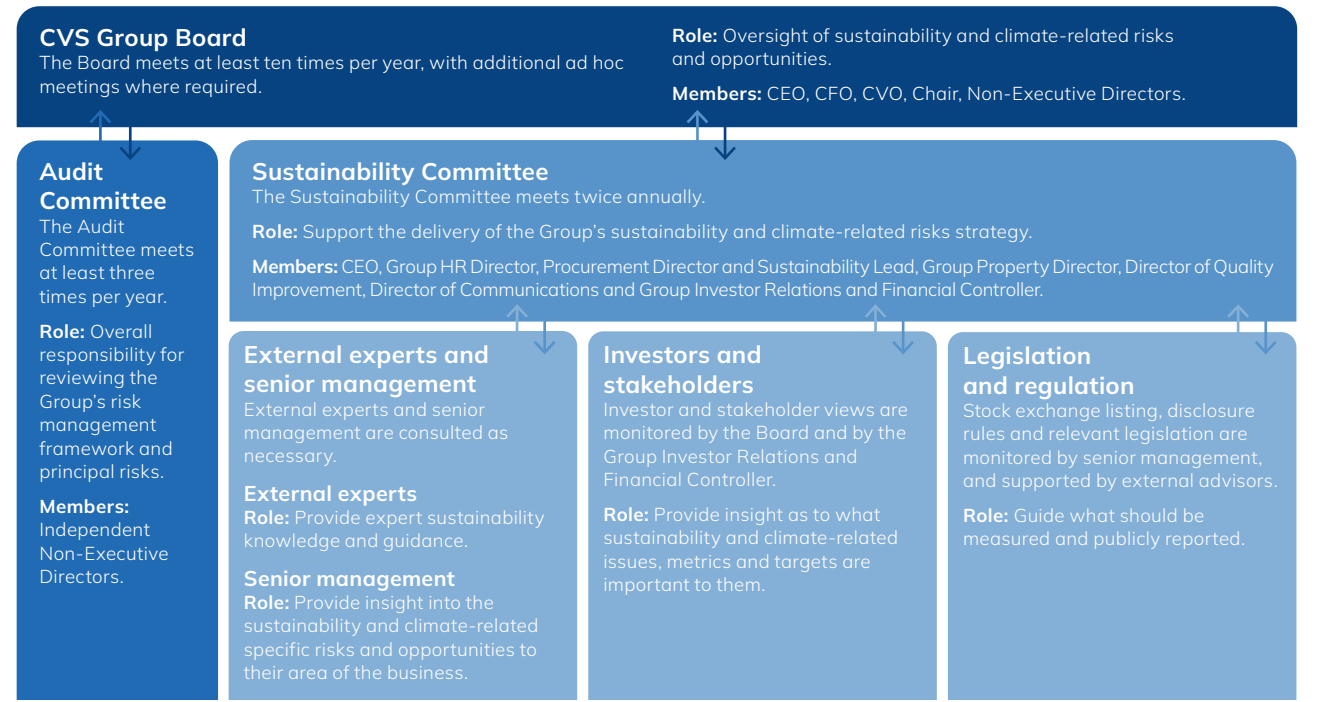 CVS Group Board
The Board meets at least ten times per year, with additional ad hoc
meetings where required.
Role: Oversight of sustainability and climate-related risks
and opportunities.
Members: CEO, CFO, CVO, Chair, Non-Executive Directors.
Audit
Committee
The Audit
Committee meets
at least three
times per year.
Role: Overall
responsibility for
reviewing the
Group’s risk
management
framework and
principal risks.
Members:
Independent
Non-Executive
Directors.
Sustainability Committee
The Sustainability Committee meets twice annually.
Role: Support the delivery of the Group’s sustainability and climate-related risks strategy.
Members: CEO, Group HR Director, Procurement Director and Sustainability Lead, Group Property Director, Director of Quality
Improvement, Director of Communications and Group Investor Relations and Financial Controller.
External experts and
senior management
External experts and senior
management are consulted as
necessary.
External experts
Role: Provide expert sustainability
knowledge and guidance.
Senior management
Role: Provide insight into the
sustainability and climate-related
specific risks and opportunities to
their area of the business.
Investors and
stakeholders
Investor and stakeholder views are
monitored by the Board and by the
Group Investor Relations and
Financial Controller.
Role: Provide insight as to what
sustainability and climate-related
issues, metrics and targets are
important to them.
Legislation
and regulation
Stock exchange listing, disclosure
rules and relevant legislation are
monitored by senior management,
and supported by external advisors.
Role: Guide what should be
measured and publicly reported.